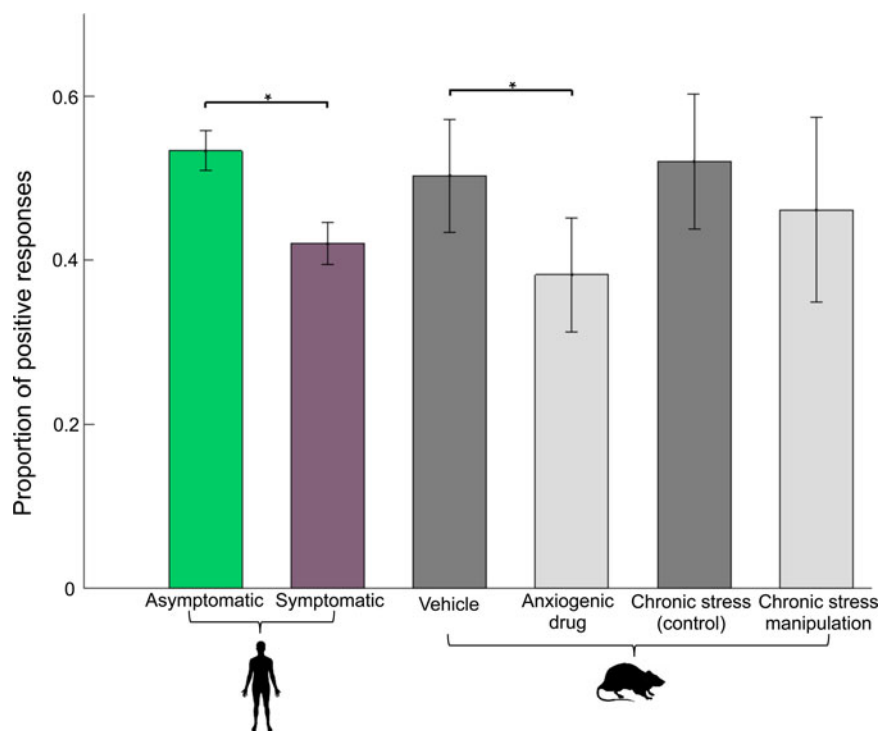 Proportion of positive responses
0.6
0.4
0.2
0
*
*
Asymptomatic
Symptomatic
Vehicle
Anxiogenic
drug
Chronic stress
(control)
Chronic stress
manipulation